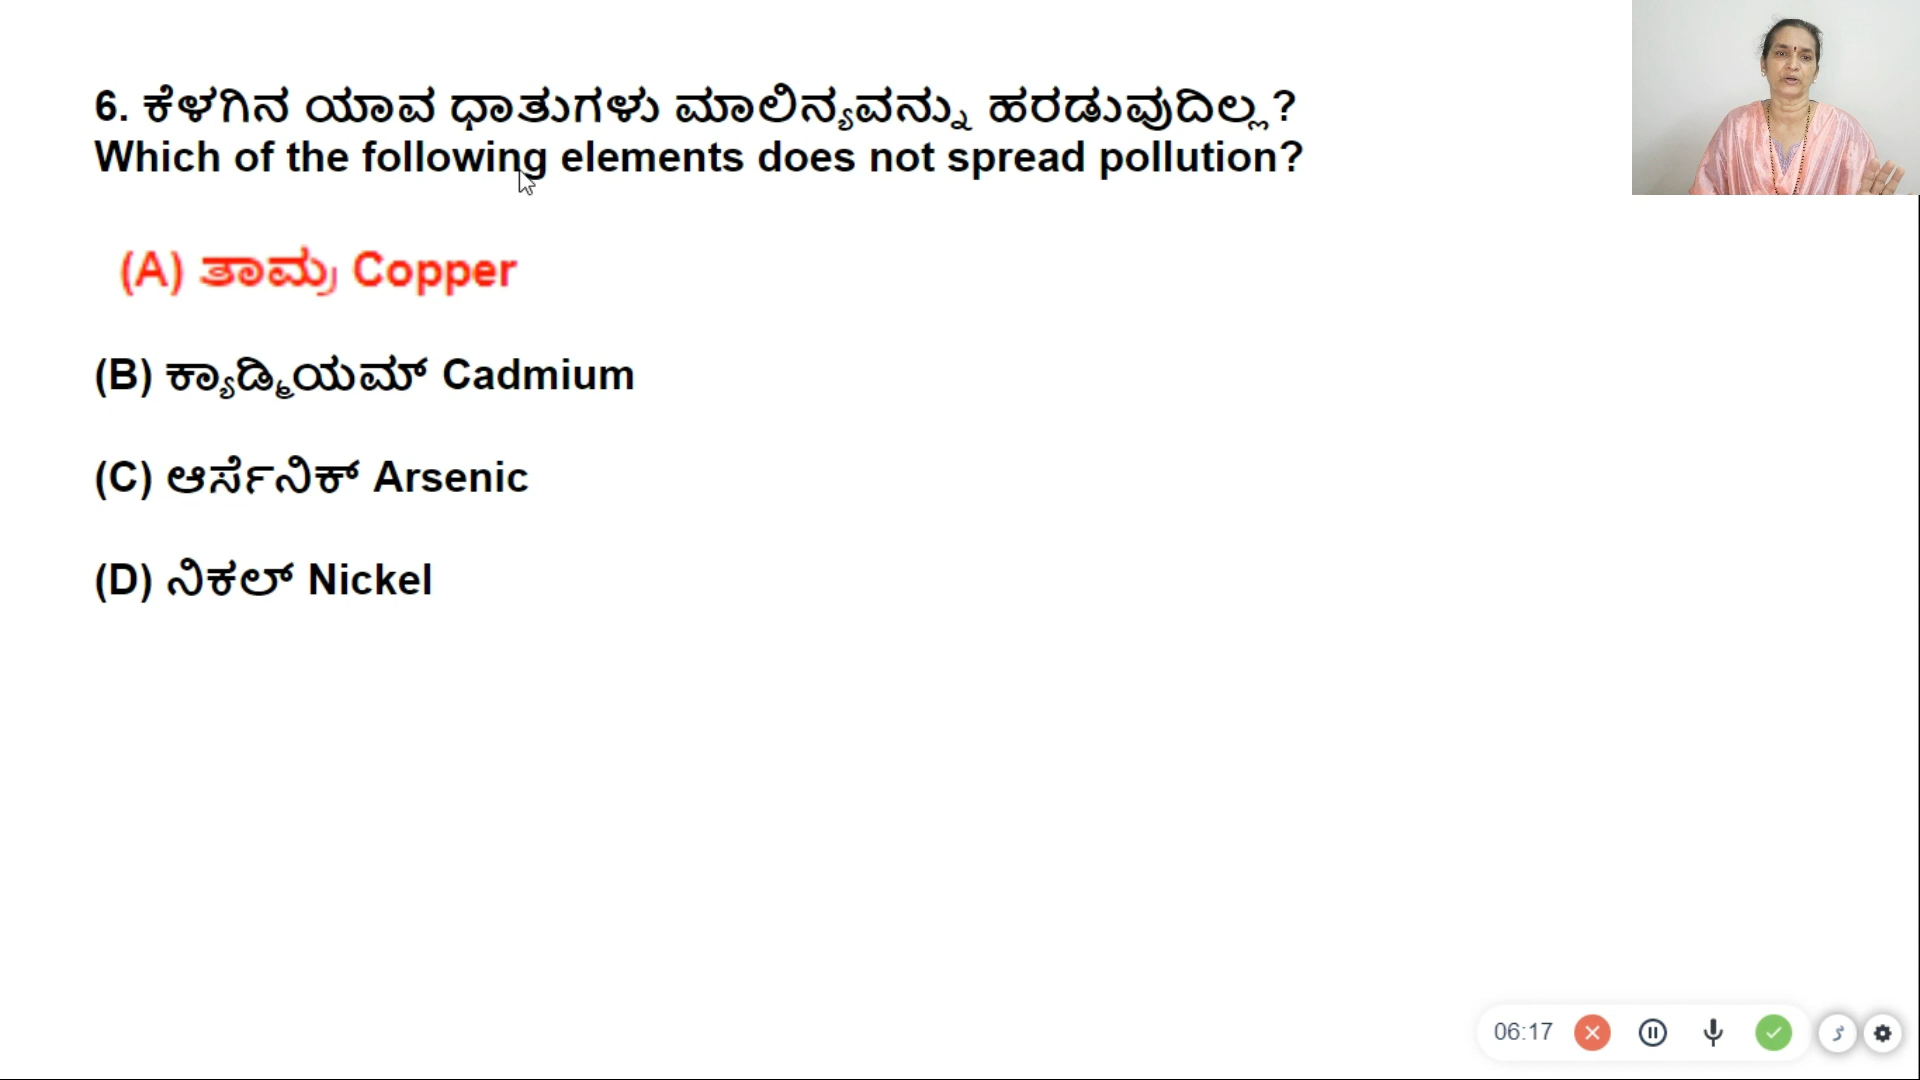 6. ಕೆಳಗಿನ ಯಾವ ಧಾತುಗಳು ಮಾಲಿನ್ಯವನ್ನು ಹರಡುವುದಿಲ್ಲ?
Which of the following elements does not spread pollution?
(A) ತಾಮ್ರ Copper
(B) ಕ್ಯಾಡ್ಮಿಯಮ್ Cadmium
(C) ಆರ್ಸೆನಿಕ್ Arsenic
(D) ನಿಕಲ್ Nickel
06:17